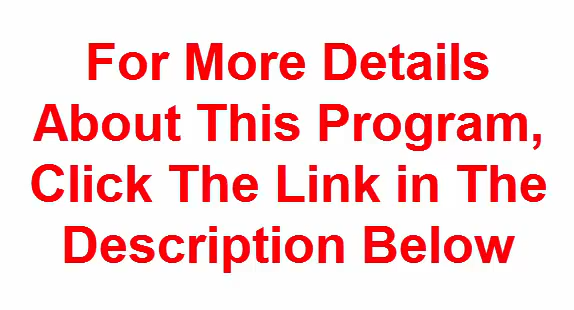 For More Details
About This Program,
Click The Link in The
Description Below